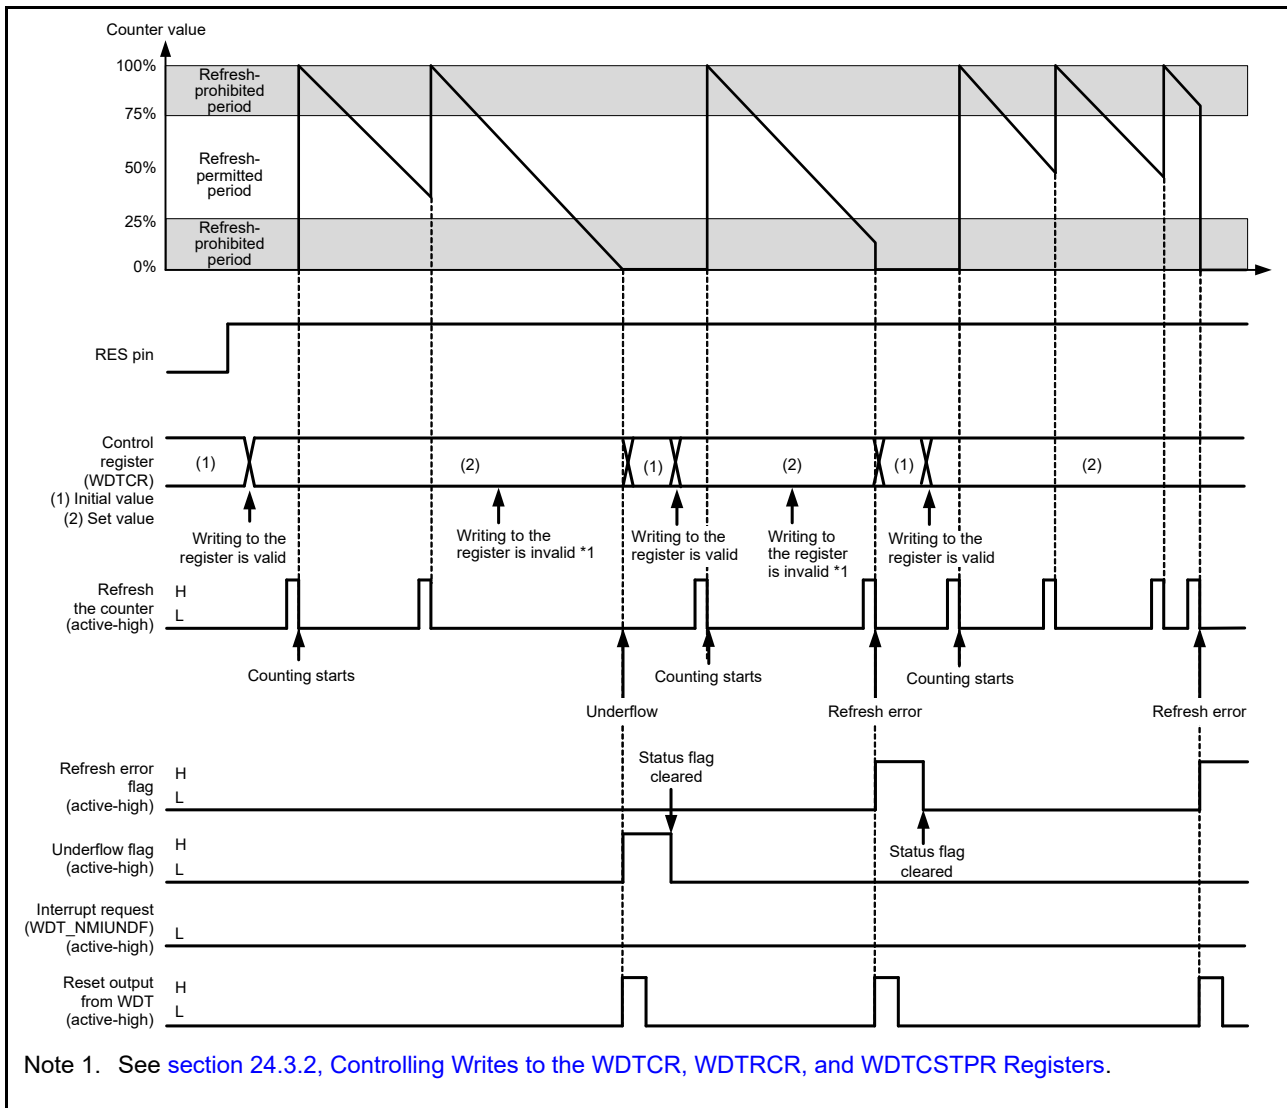 Counter value
100%
Refresh-
prohibited
period
75%
50%
Refresh-
permitted
period
25%
Refresh-
prohibited
period
0%
RES pin
Control
register
(WDTCR)
(1) Initial value
(2) Set value
(1)
(2)
(1)
(2)
(1)
(2)
Writing to the
register is valid
Writing to the
register is invalid *1
Writing to the
register is valid
Writing to
the register
is invalid *1
Writing to the
register is valid
Refresh
the counter
(active-high)
H
L
Counting starts
Counting starts
Counting starts
Underflow
Refresh error
Refresh error
Refresh error
flag
(active-high)
H
L
Status flag
cleared
Underflow flag
(active-high)
H
L
Status flag
cleared
Interrupt request
(WDT_NMIUNDF)
(active-high)
L
Reset output
from WDT
(active-high)
H
L
Note 1. See section 24.3.2, Controlling Writes to the WDTCR, WDTRCR, and WDTCSTPR Registers.